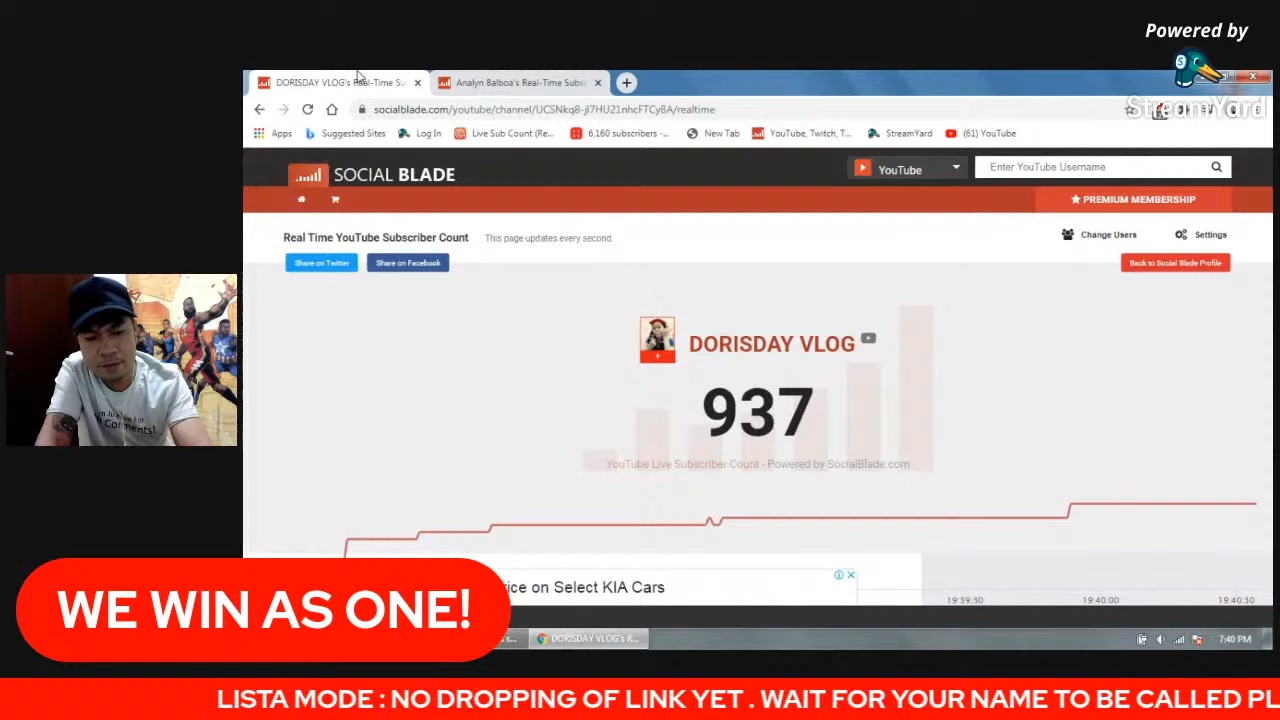 Powered by
StreamYard
DORISDAY VLOG's Real-Time Su
Analyn Balboa's Real-Time Subsc
socialblade.com/youtube/channel/UCSNkq8-jI7HU21nhcFTCy8A/realtime
Apps
Suggested Sites
Log In
Live Sub Count (Re...
6,160 subscribers -...
New Tab
YouTube, Twitch, T...
StreamYard
(61) YouTube
SOCIAL BLADE
YouTube
Enter YouTube Username
PREMIUM MEMBERSHIP
Real Time YouTube Subscriber Count
This page updates every second.
Change Users
Settings
Share on Twitter
Share on Facebook
Back to Social Blade Profile
DORISDAY VLOG
937
YouTube Live Subscriber Count - Powered by SocialBlade.com
Comments!
rice on Select KIA Cars
19:39:30
19:40:00
19:40:30
WE WIN AS ONE!
DORISDAY VLOG's R...
7:40 PM
LISTA MODE : NO DROPPING OF LINK YET . WAIT FOR YOUR NAME TO BE CALLED PL